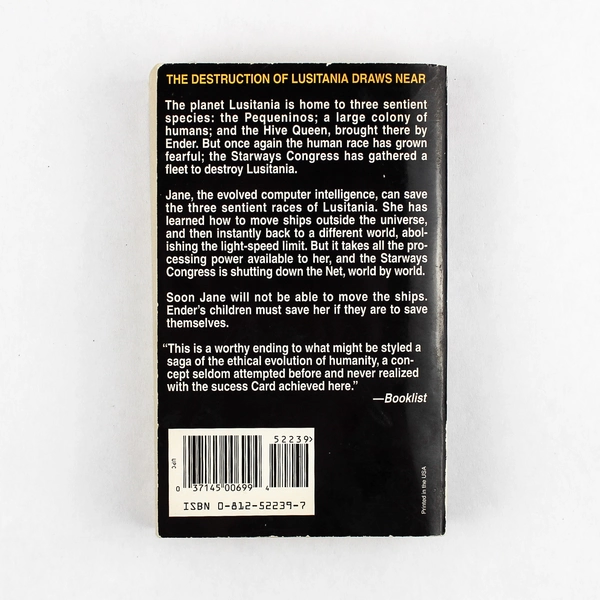 THE DESTRUCTION OF LUSITANIA DRAWS NEAR
The planet Lusitania is home to three sentient
species: the Pequeninos; a large colony of
humans; and the Hive Queen, brought there by
Ender. But once again the human race has grown
fearful; the Starways Congress has gathered a
fleet to destroy Lusitania.
Jane, the evolved computer intelligence, can save
the three sentient races of Lusitania. She has
learned how to move ships outside the universe,
and then instantly back to a different world, abol-
ishing the light-speed limit. But it takes all the pro-
cessing power available to her, and the Starways
Congress is shutting down the Net, world by world.
Soon Jane will not be able to move the ships.
Ender's children must save her if they are to save
themselves.
“This is a worthy ending to what might be styled a
saga of the ethical evolution of humanity, a con-
cept seldom attempted before and never realized
with the sucess Card achieved here.”
—Booklist
52239>
0 37145 00699 4
ISBN 0-812-52239-7
Printed in the USA